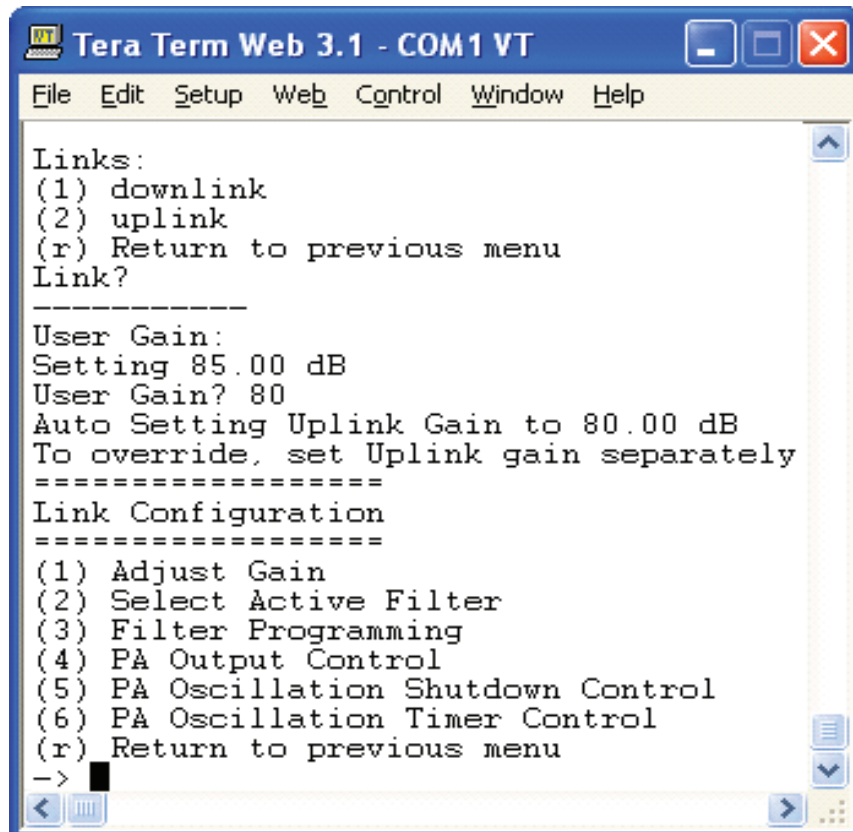 Tera Term Web 3.1 - COM1 VT
File Edit Setup Web Control Window Help
Links:
(1) downlink
(2) uplink
(r) Return to previous menu
Link?
-----------
User Gain:
Setting 85.00 dB
User Gain? 80
Auto Setting Uplink Gain to 80.00 dB
To override, set Uplink gain separately
==================
Link Configuration
==================
(1) Adjust Gain
(2) Select Active Filter
(3) Filter Programming
(4) PA Output Control
(5) PA Oscillation Shutdown Control
(6) PA Oscillation Timer Control
(r) Return to previous menu
->